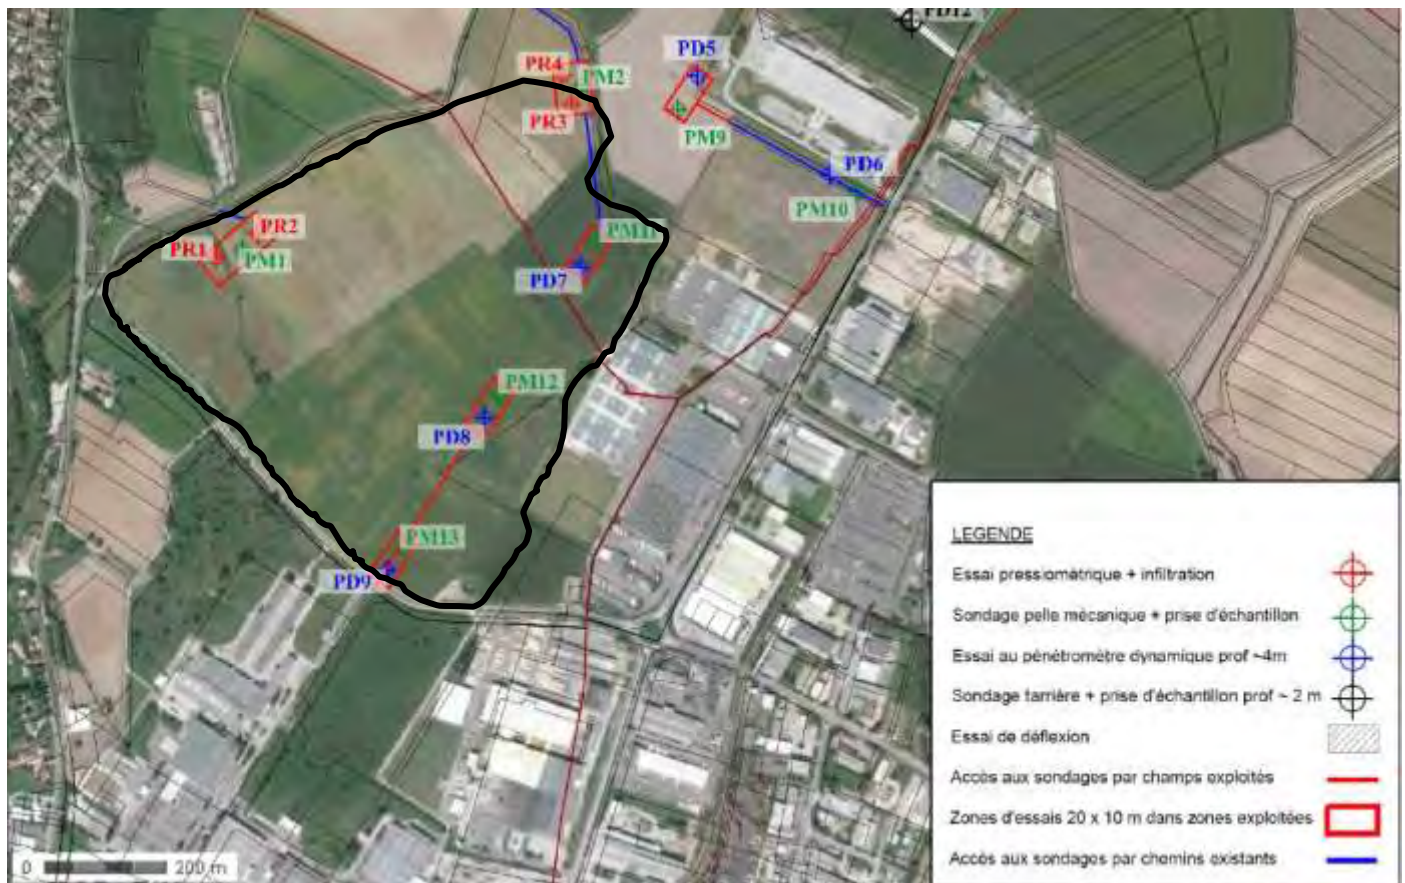 PD12
PD5
PR4
PM2
PR3
PM9
PD6
PM10
PR2
PR1
PM1
PM11
PD7
PM12
PD8
PM13
PD9
LEGENDE
Essai pressiométrique + infiltration
Sondage pelle mécanique + prise d'échantillon
Essai au pénétromètre dynamique prof ~4m
Sondage tarrière + prise d'échantillon prof ~ 2 m
Essai de déflexion
Accès aux sondages par champs exploités
Zones d'essais 20 x 10 m dans zones exploitées
Accès aux sondages par chemins existants
0 200 m